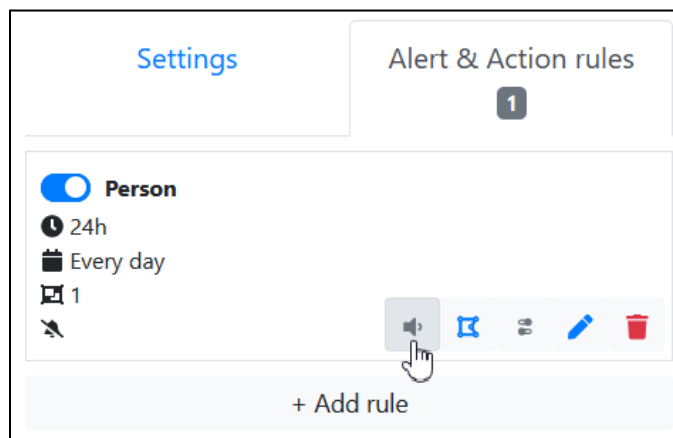 Settings
Alert & Action rules
1
Person
24h
Every day
1
+ Add rule